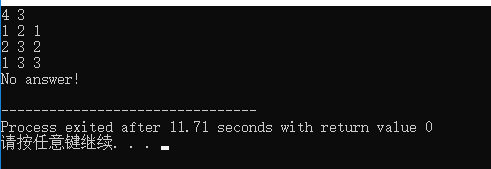 4 3
1 2 1
2 3 2
1 3 3
No answer!
--------------------------------
Process exited after 11.71 seconds with return value 0
请按任意键继续. . .